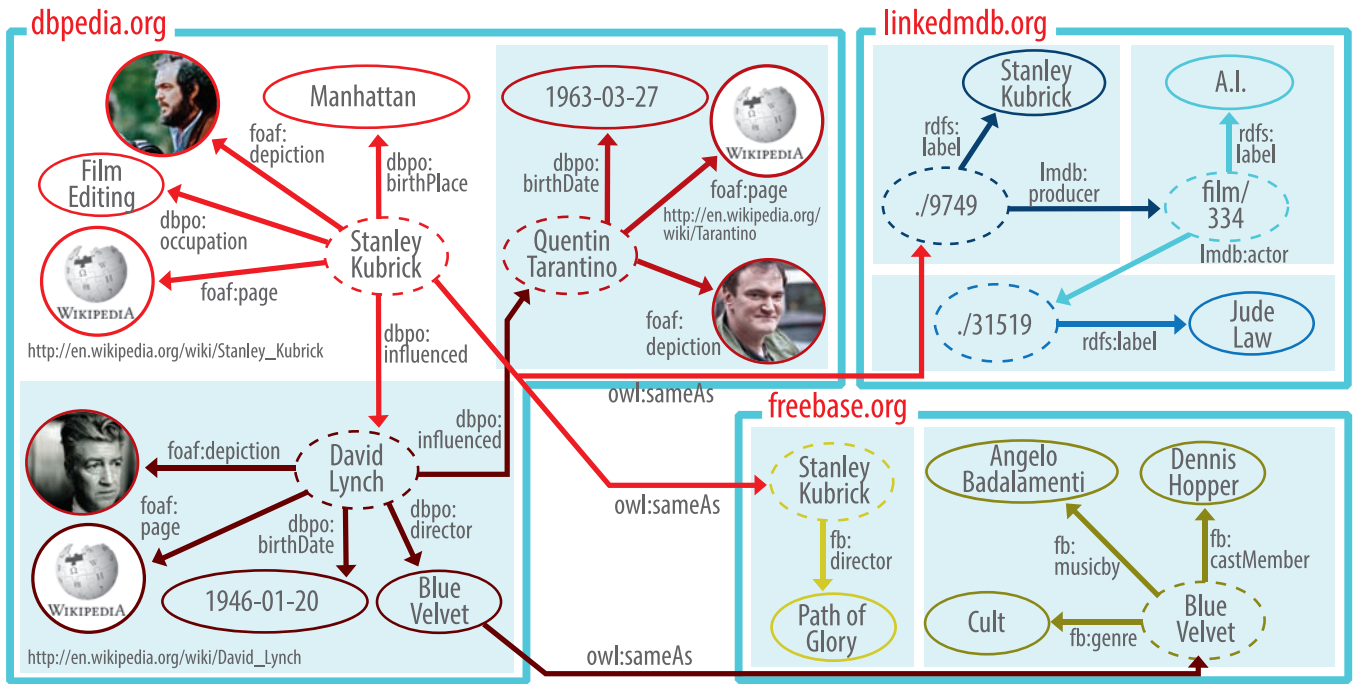 dbpedia.org
Manhattan
foaf:
depiction
dbpo:
birthPlace
Film
Editing
dbpo:
occupation
Stanley
Kubrick
foaf:page
WIKIPEDIA
http://en.wikipedia.org/wiki/Stanley_Kubrick
dbpo:
influenced
1963-03-27
WIKIPEDIA
dbpo:
birthDate
foaf:page
http://en.wikipedia.org/
wiki/Tarantino
Quentin
Tarantino
foaf:
depiction
owl:sameAs
dbpo:
influenced
foaf:depiction
David
Lynch
foaf:
page
dbpo:
birthDate
dbpo:
director
WIKIPEDIA
1946-01-20
Blue
Velvet
http://en.wikipedia.org/wiki/David_Lynch
owl:sameAs
owl:sameAs
linkedmdb.org
Stanley
Kubrick
A.I.
rdfs:
label
rdfs:
label
./9749
lmdb:
producer
film/
334
lmdb:actor
./31519
rdfs:label
Jude
Law
freebase.org
Stanley
Kubrick
fb:
director
Path of
Glory
Angelo
Badalamenti
Dennis
Hopper
fb:
musicby
fb:
castMember
Cult
fb:genre
Blue
Velvet